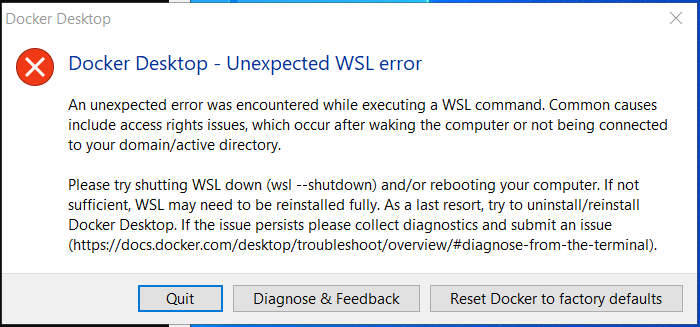 Docker Desktop
Docker Desktop - Unexpected WSL error
An unexpected error was encountered while executing a WSL command. Common causes
include access rights issues, which occur after waking the computer or not being connected
to your domain/active directory.
Please try shutting WSL down (wsl --shutdown) and/or rebooting your computer. If not
sufficient, WSL may need to be reinstalled fully. As a last resort, try to uninstall/reinstall
Docker Desktop. If the issue persists please collect diagnostics and submit an issue
(https://docs.docker.com/desktop/troubleshoot/overview/#diagnose-from-the-terminal).
Quit
Diagnose & Feedback
Reset Docker to factory defaults